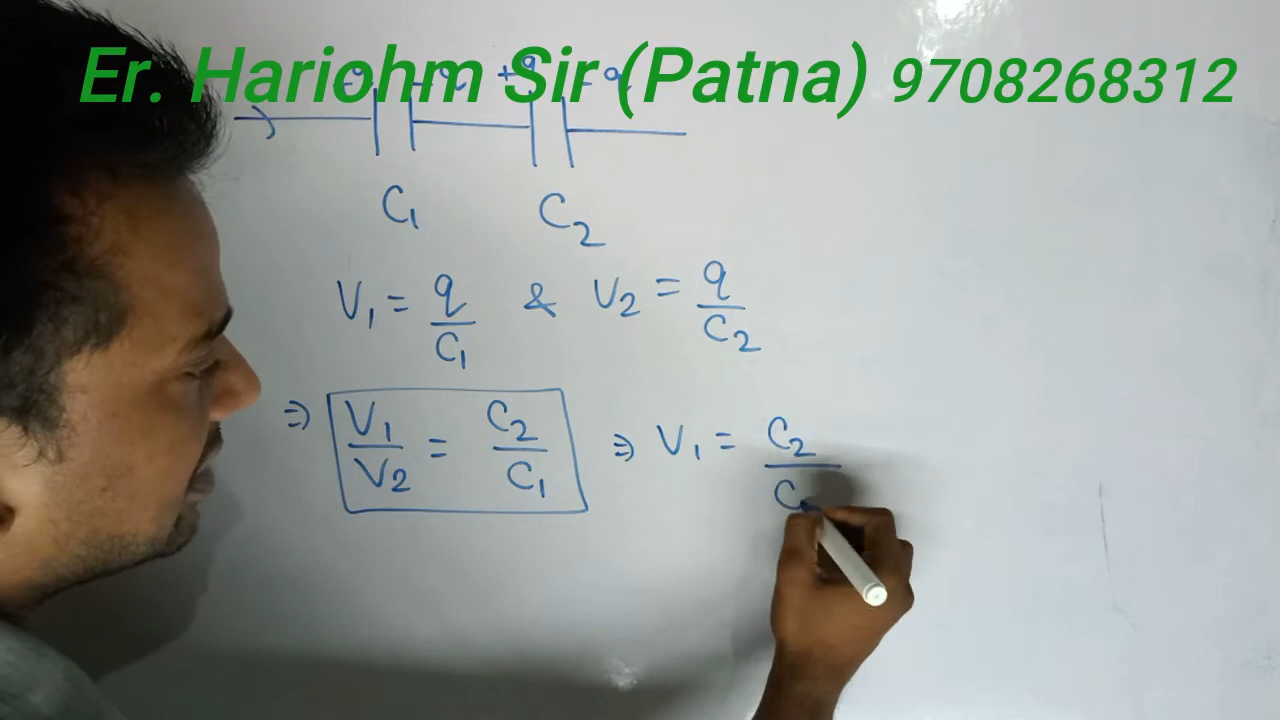 Er. Hariohm Sir (Patna) 9708268312
+q -q
C1 C2
V1 = q/C1 & V2 = q/C2
⇒ V1/V2 = C2/C1 ⇒ V1 = C2/C